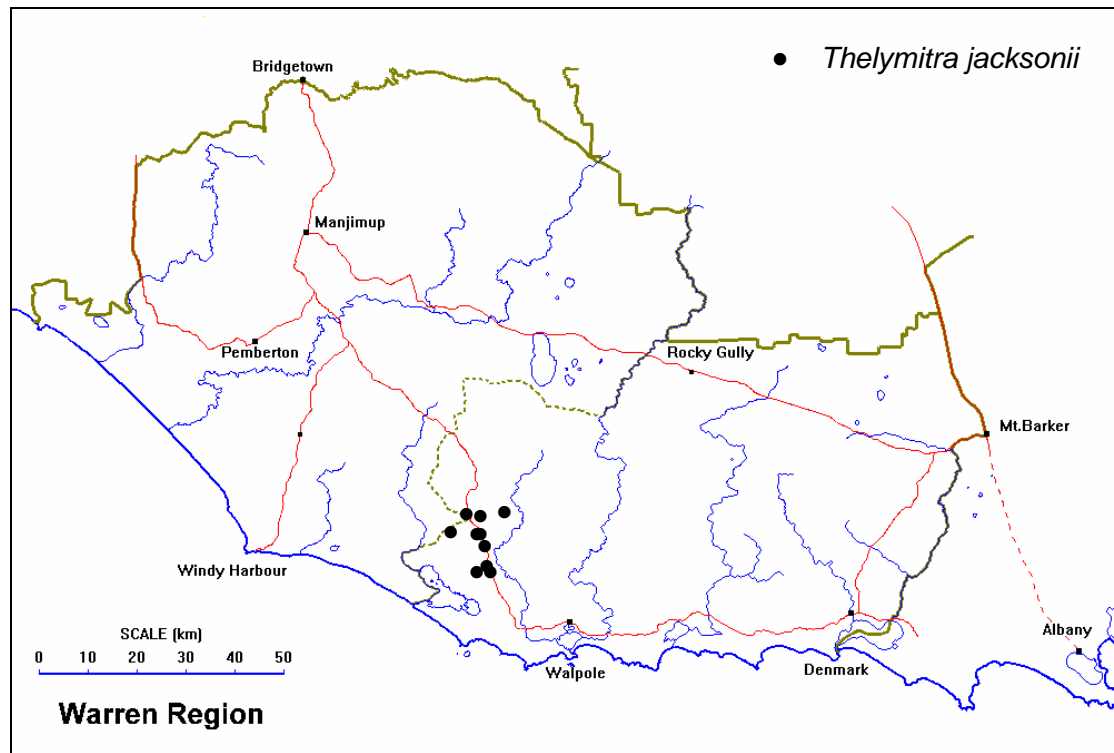 ● Thelymitra jacksonii
Bridgetown
Manjimup
Pemberton
Rocky Gully
Mt.Barker
Windy Harbour
SCALE (km)
0 10 20 30 40 50
Walpole
Denmark
Albany
Warren Region